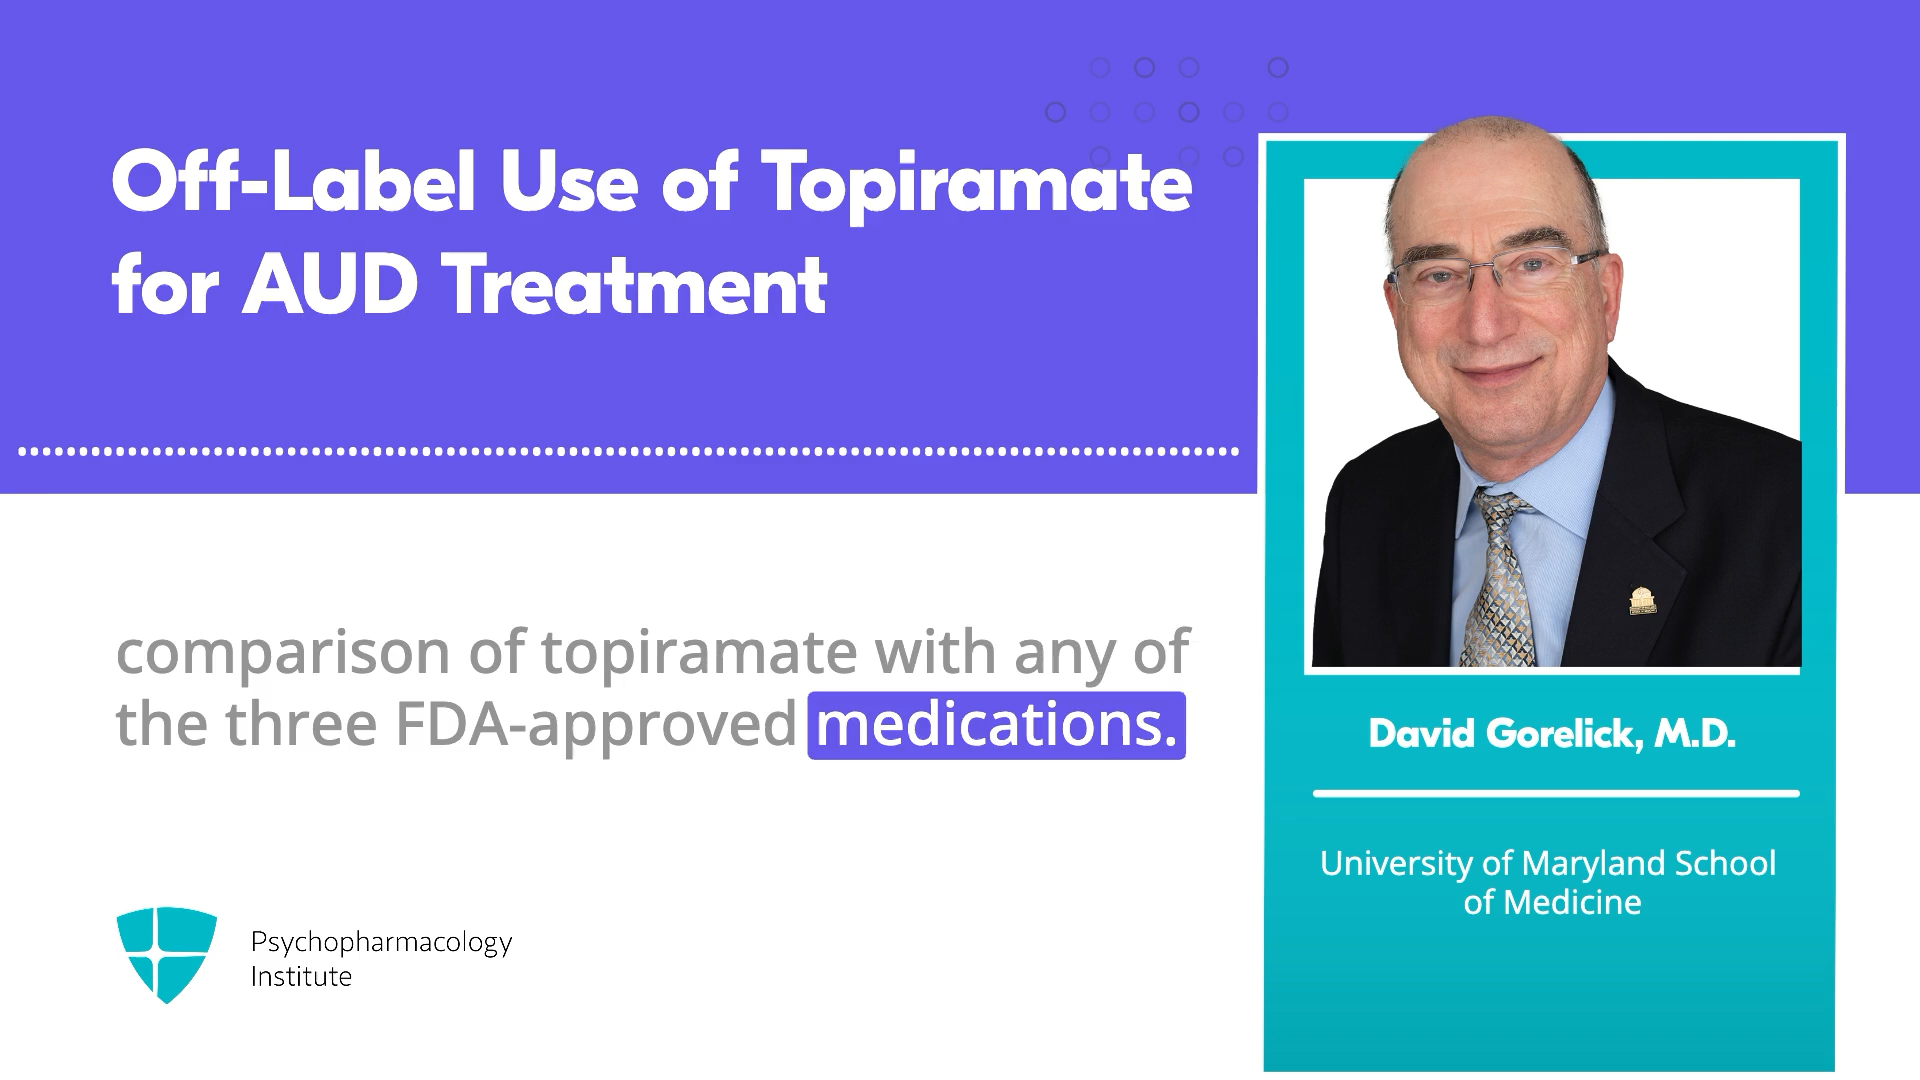 Off-Label Use of Topiramate
for AUD Treatment
comparison of topiramate with any of
the three FDA-approved medications.
Psychopharmacology
Institute
David Gorelick, M.D.
University of Maryland School
of Medicine